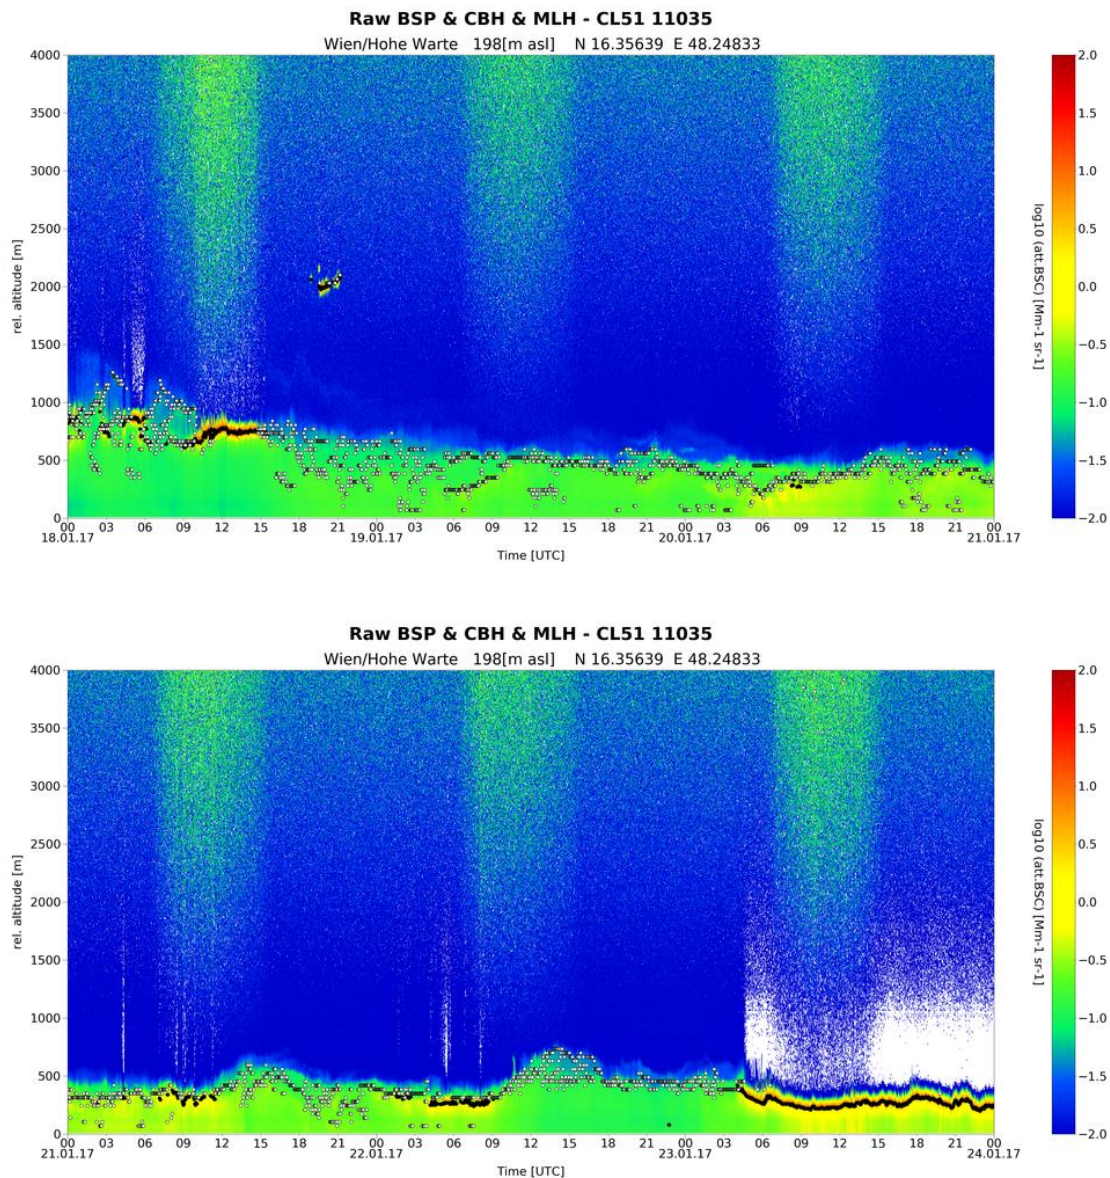 Raw BSP & CBH & MLH - CL51 11035
Wien/Hohe Warte 198[m asl] N 16.35639 E 48.24833
4000
3500
3000
2500
2000
1500
1000
500
0
rel. altitude [m]
00 03 06 09 12 15 18 21 00 03 06 09 12 15 18 21 00 03 06 09 12 15 18 21 00
18.01.17 19.01.17 20.01.17 21.01.17
Time [UTC]
2.0
1.5
1.0
0.5
0.0
−0.5
−1.0
−1.5
−2.0
log10 (att.BSC) [Mm-1 sr-1]
Raw BSP & CBH & MLH - CL51 11035
Wien/Hohe Warte 198[m asl] N 16.35639 E 48.24833
4000
3500
3000
2500
2000
1500
1000
500
0
rel. altitude [m]
00 03 06 09 12 15 18 21 00 03 06 09 12 15 18 21 00 03 06 09 12 15 18 21 00
21.01.17 22.01.17 23.01.17 24.01.17
Time [UTC]
2.0
1.5
1.0
0.5
0.0
−0.5
−1.0
−1.5
−2.0
log10 (att.BSC) [Mm-1 sr-1]